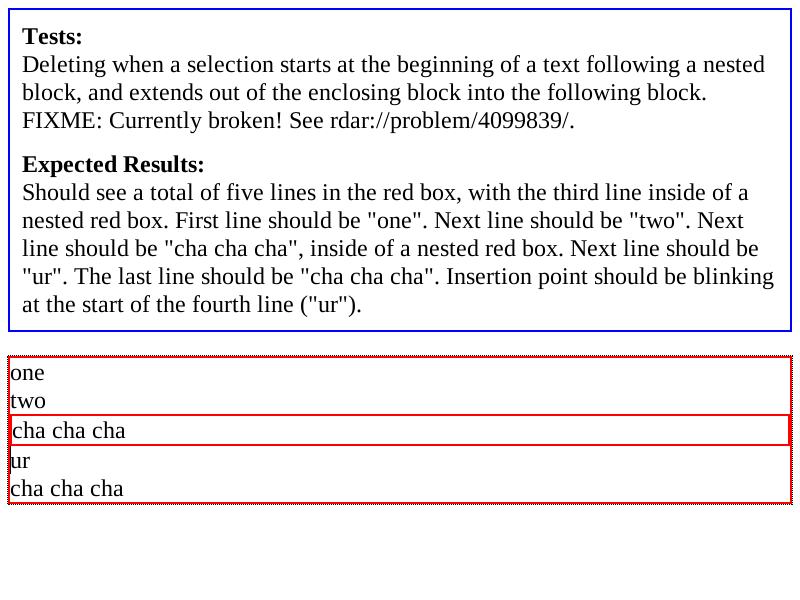 Tests:
Deleting when a selection starts at the beginning of a text following a nested
block, and extends out of the enclosing block into the following block.
FIXME: Currently broken! See rdar://problem/4099839/.
Expected Results:
Should see a total of five lines in the red box, with the third line inside of a
nested red box. First line should be "one". Next line should be "two". Next
line should be "cha cha cha", inside of a nested red box. Next line should be
"ur". The last line should be "cha cha cha". Insertion point should be blinking
at the start of the fourth line ("ur").
one
two
cha cha cha
ur
cha cha cha